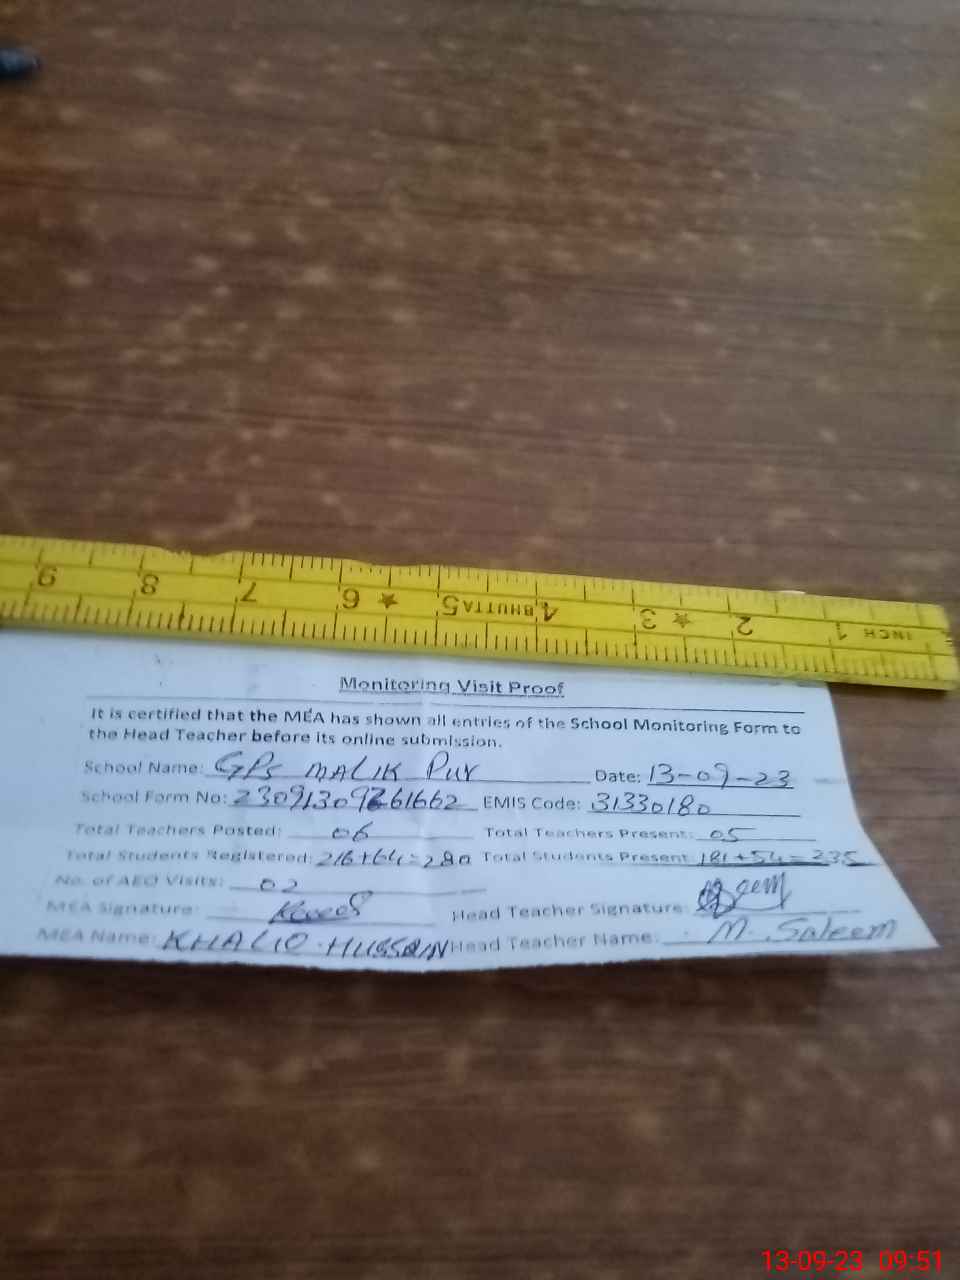 9 8 7 6 ★ 5 BHUTTA 4 3 ★ 2 1 INCH
Monitoring Visit Proof
It is certified that the MEA has shown all entries of the School Monitoring Form to
the Head Teacher before its online submission.
School Name: GPS MALIK PUR Date: 13-09-23
School Form No: EMIS Code: 31330180
Total Teachers Posted: 06 Total Teachers Present: 05
Total Students Registered: 216+64=280 Total Students Present: 181+54=235
No. of AEO Visits: 02
MEA Signature: Head Teacher Signature:
MEA Name: KHALID HUSSAIN Head Teacher Name: M. Saleem
13-09-23 09:51